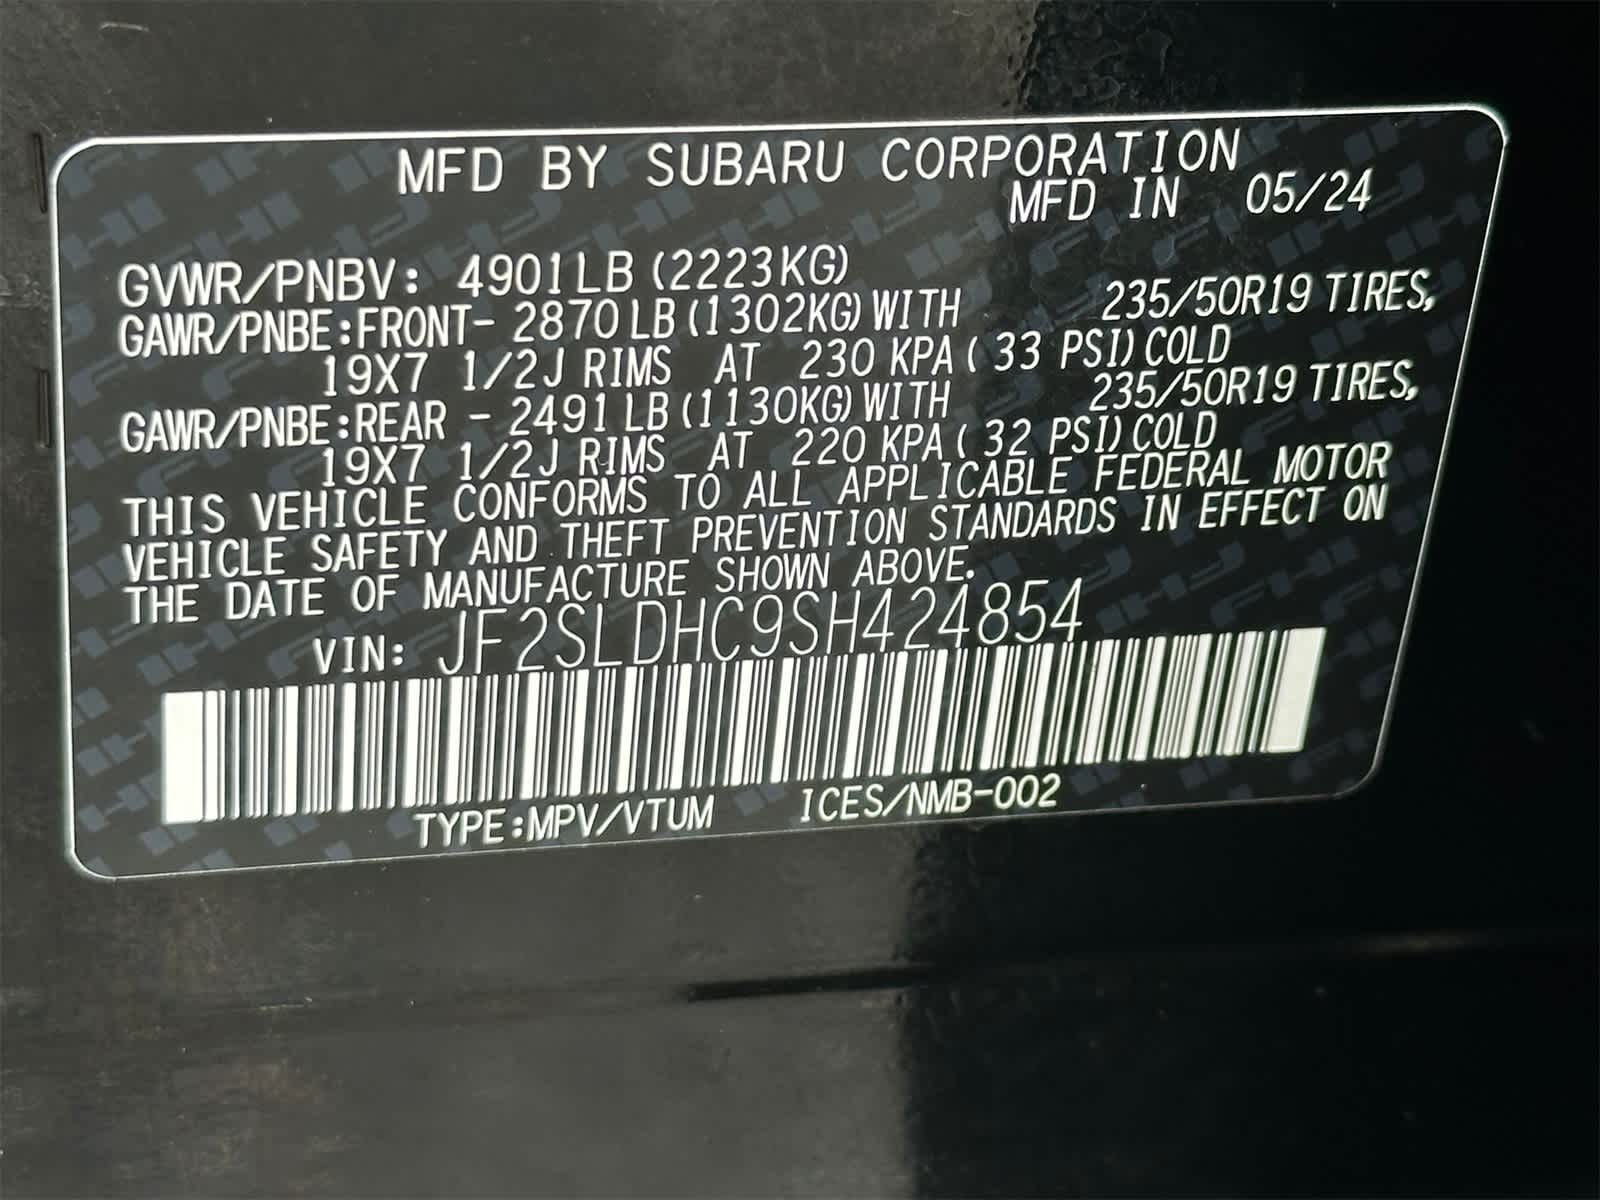 MFD BY SUBARU CORPORATION
MFD IN 05/24
GVWR/PNBV: 4901LB (2223KG)
GAWR/PNBE:FRONT- 2870LB(1302KG)WITH 235/50R19 TIRES,
19X7 1/2J RIMS AT 230 KPA( 33 PSI)COLD
GAWR/PNBE:REAR - 2491LB(1130KG)WITH 235/50R19 TIRES,
19X7 1/2J RIMS AT 220 KPA( 32 PSI)COLD
THIS VEHICLE CONFORMS TO ALL APPLICABLE FEDERAL MOTOR
VEHICLE SAFETY AND THEFT PREVENTION STANDARDS IN EFFECT ON
THE DATE OF MANUFACTURE SHOWN ABOVE.
VIN: JF2SLDHC9SH424854
TYPE:MPV/VTUM ICES/NMB-002